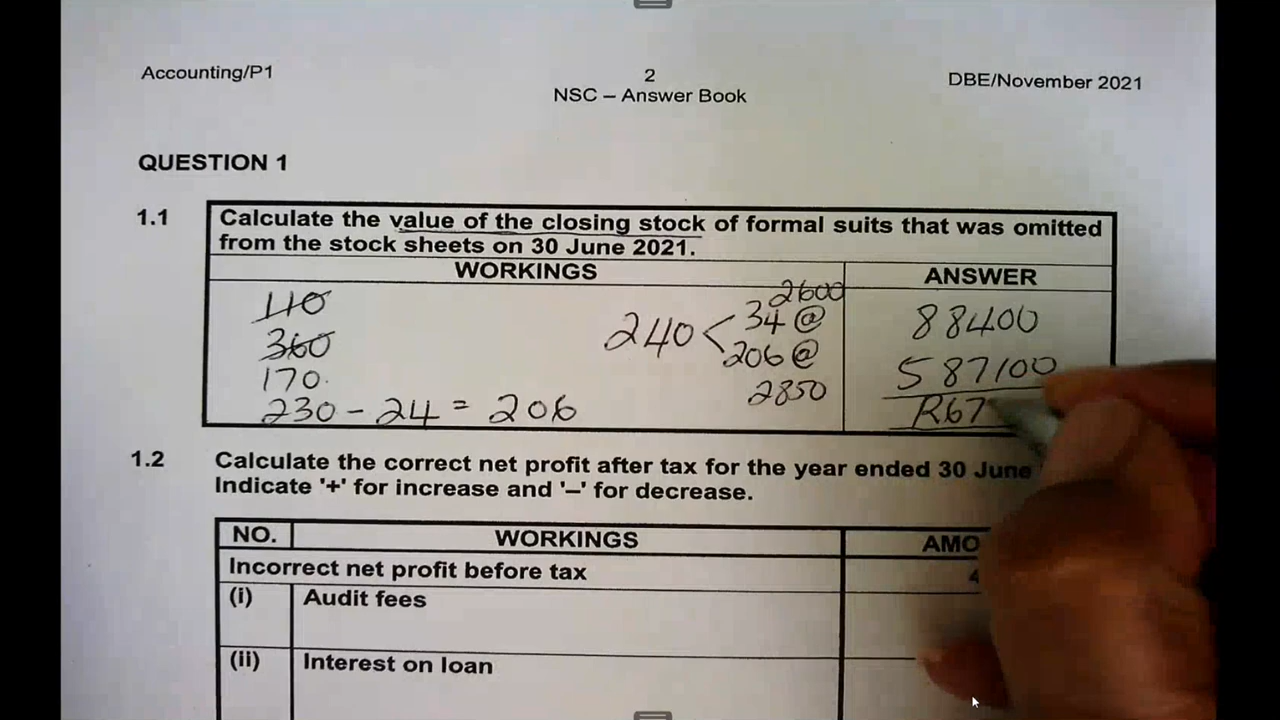 Accounting/P1
2
NSC – Answer Book
DBE/November 2021
QUESTION 1
1.1
Calculate the value of the closing stock of formal suits that was omitted
from the stock sheets on 30 June 2021.
WORKINGS
ANSWER
110
360
170.
230 - 24 = 206
240 <
2600
34 @
206 @
2850
88400
587100
R67
1.2
Calculate the correct net profit after tax for the year ended 30 June
Indicate '+' for increase and '–' for decrease.
NO.
WORKINGS
AMO
Incorrect net profit before tax
4
(i)
Audit fees
(ii)
Interest on loan